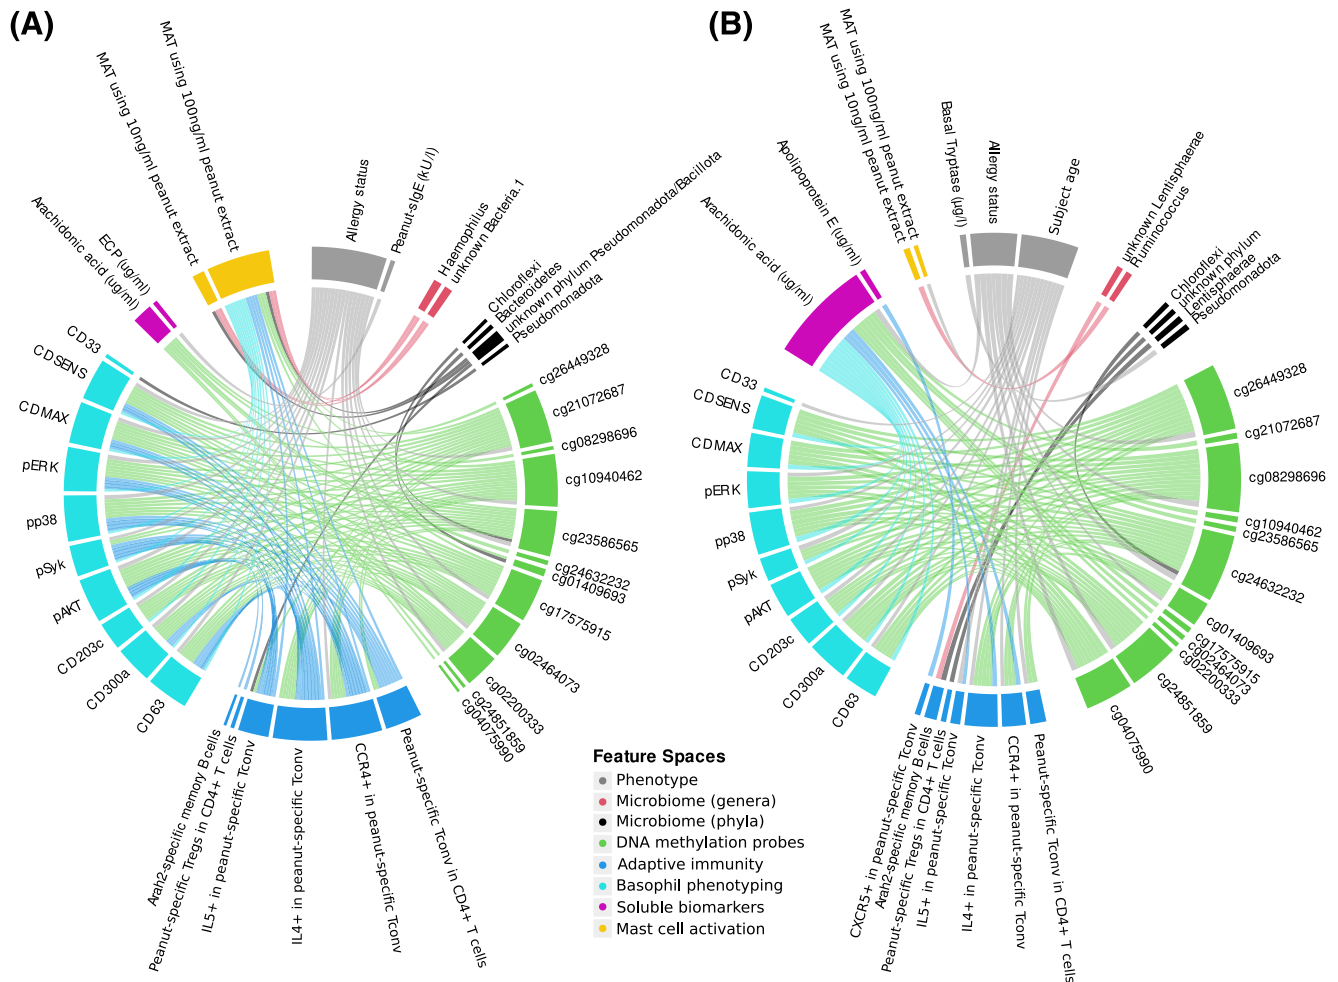 (A)
MAT using 10ng/ml peanut extract
MAT using 100ng/ml peanut extract
Allergy status
Peanut-sIgE (kU/l)
Haemophilus
unknown Bacteria.1
Chloroflexi
Bacteroidetes
unknown phylum Pseudomonadota/Bacillota
Pseudomonadota
cg26449328
cg21072687
cg08298696
cg10940462
cg23586565
cg24632232
cg01409693
cg17575915
cg02464073
cg02200333
cg24851859
cg04075990
Peanut-specific Tconv in CD4+ T cells
CCR4+ in peanut-specific Tconv
IL4+ in peanut-specific Tconv
IL5+ in peanut-specific Tconv
Peanut-specific Tregs in CD4+ T cells
Arah2-specific memory B cells
CD63
CD300a
CD203c
pAKT
pSyk
pp38
pERK
CDMAX
CDSENS
CD33
Arachidonic acid (ug/ml)
ECP (ug/ml)
(B)
MAT using 10ng/ml peanut extract
MAT using 100ng/ml peanut extract
Basal Tryptase (µg/l)
Allergy status
Subject age
unknown Lentisphaerae
Ruminococcus
Chloroflexi
unknown phylum
Lentisphaerae
Pseudomonadota
cg26449328
cg21072687
cg08298696
cg10940462
cg23586565
cg24632232
cg01409693
cg17575915
cg02464073
cg02200333
cg24851859
cg04075990
Peanut-specific Tconv in CD4+ T cells
CCR4+ in peanut-specific Tconv
IL4+ in peanut-specific Tconv
IL5+ in peanut-specific Tconv
Peanut-specific Tregs in CD4+ T cells
Arah2-specific memory B cells
CXCR5+ in peanut-specific Tconv
CD63
CD300a
CD203c
pAKT
pSyk
pp38
pERK
CDMAX
CDSENS
CD33
Arachidonic acid (ug/ml)
Apolipoprotein E (ug/ml)
Feature Spaces
Phenotype
Microbiome (genera)
Microbiome (phyla)
DNA methylation probes
Adaptive immunity
Basophil phenotyping
Soluble biomarkers
Mast cell activation